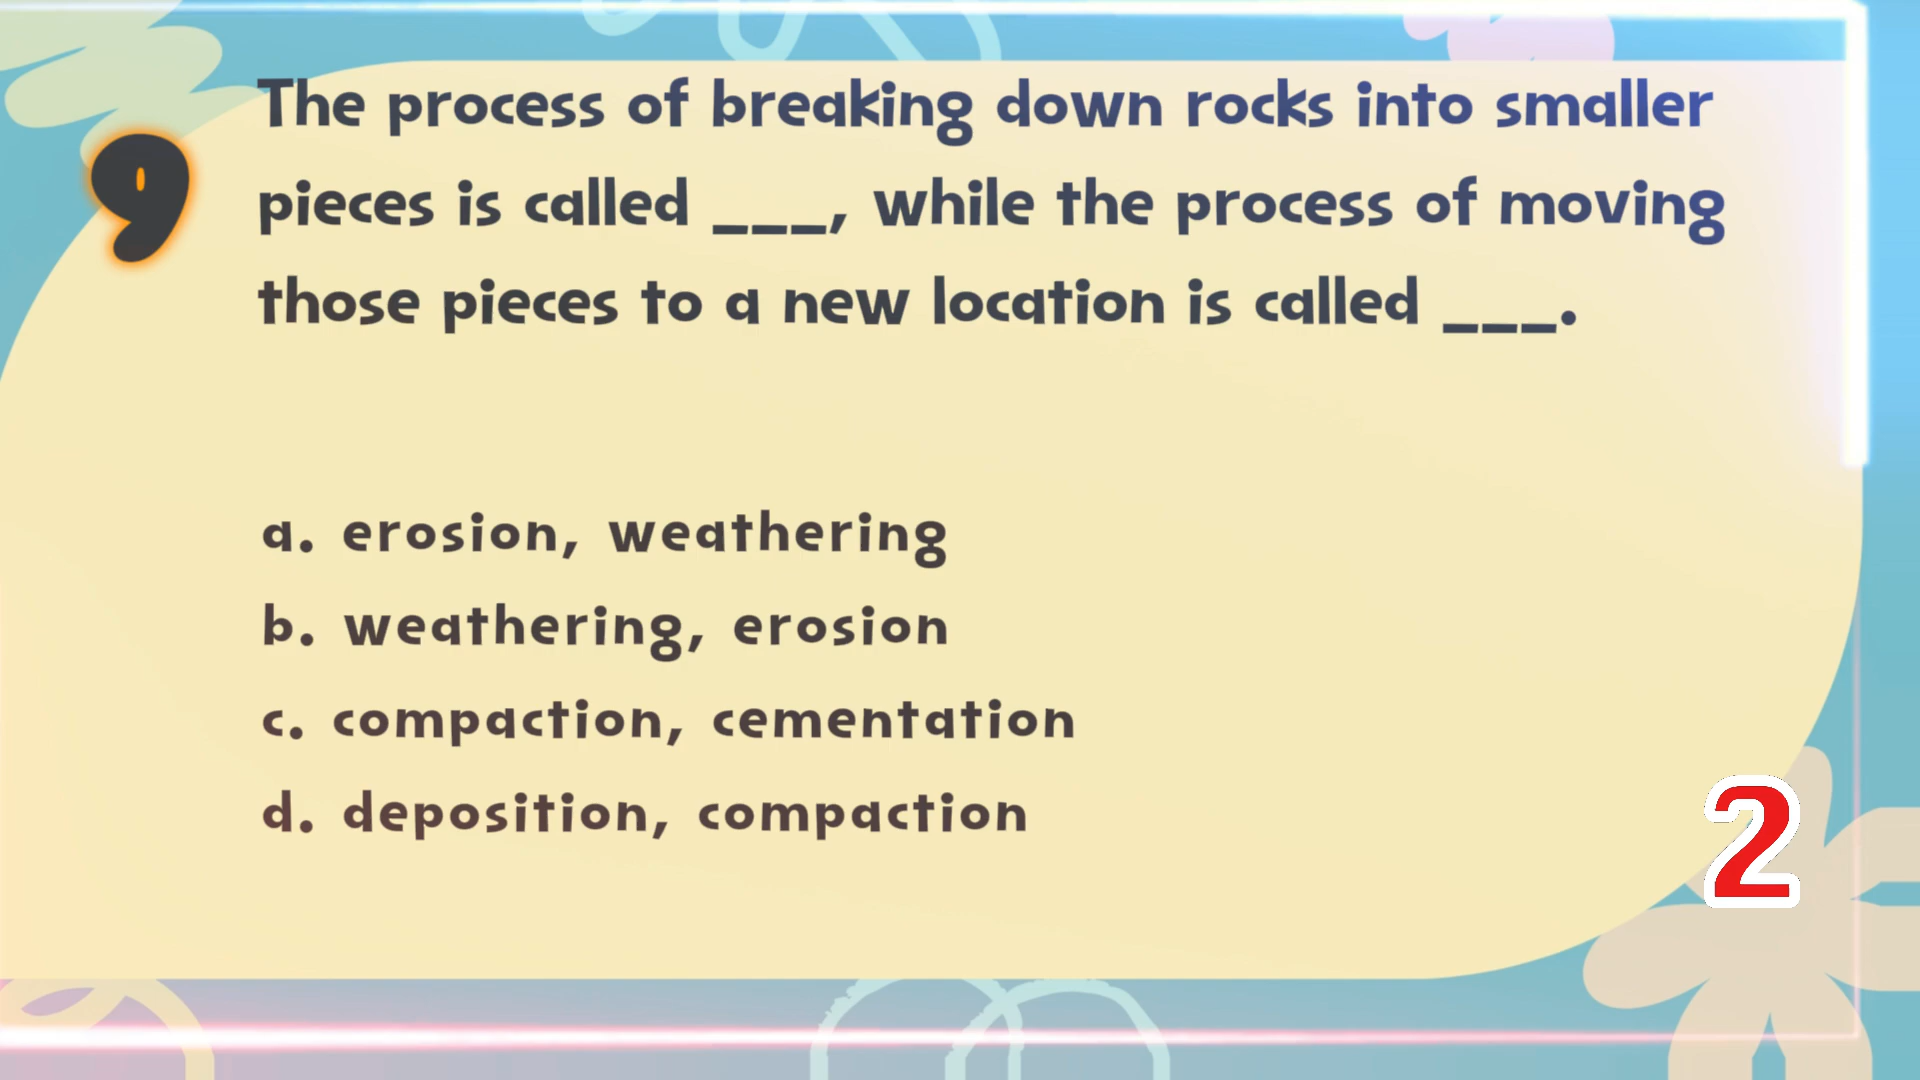 9
The process of breaking down rocks into smaller
pieces is called ___, while the process of moving
those pieces to a new location is called ___.
a. erosion, weathering
b. weathering, erosion
c. compaction, cementation
d. deposition, compaction
2